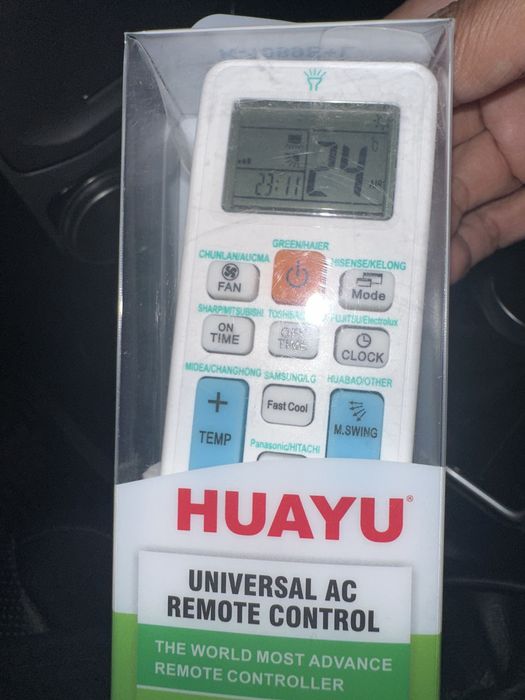 24
23:11
GREEN/HAIER
CHUNLAN/AUCMA
HISENSE/KELONG
FAN
Mode
SHARP/MITSUBISHI
FUJITSU/Electrolux
ON
TIME
OFF
TIME
CLOCK
MIDEA/CHANGHONG
SAMSUNG/LG
HUABAO/OTHER
+
TEMP
Fast Cool
M.SWING
Panasonic/HITACHI
HUAYU®
UNIVERSAL AC
REMOTE CONTROL
THE WORLD MOST ADVANCE
REMOTE CONTROLLER